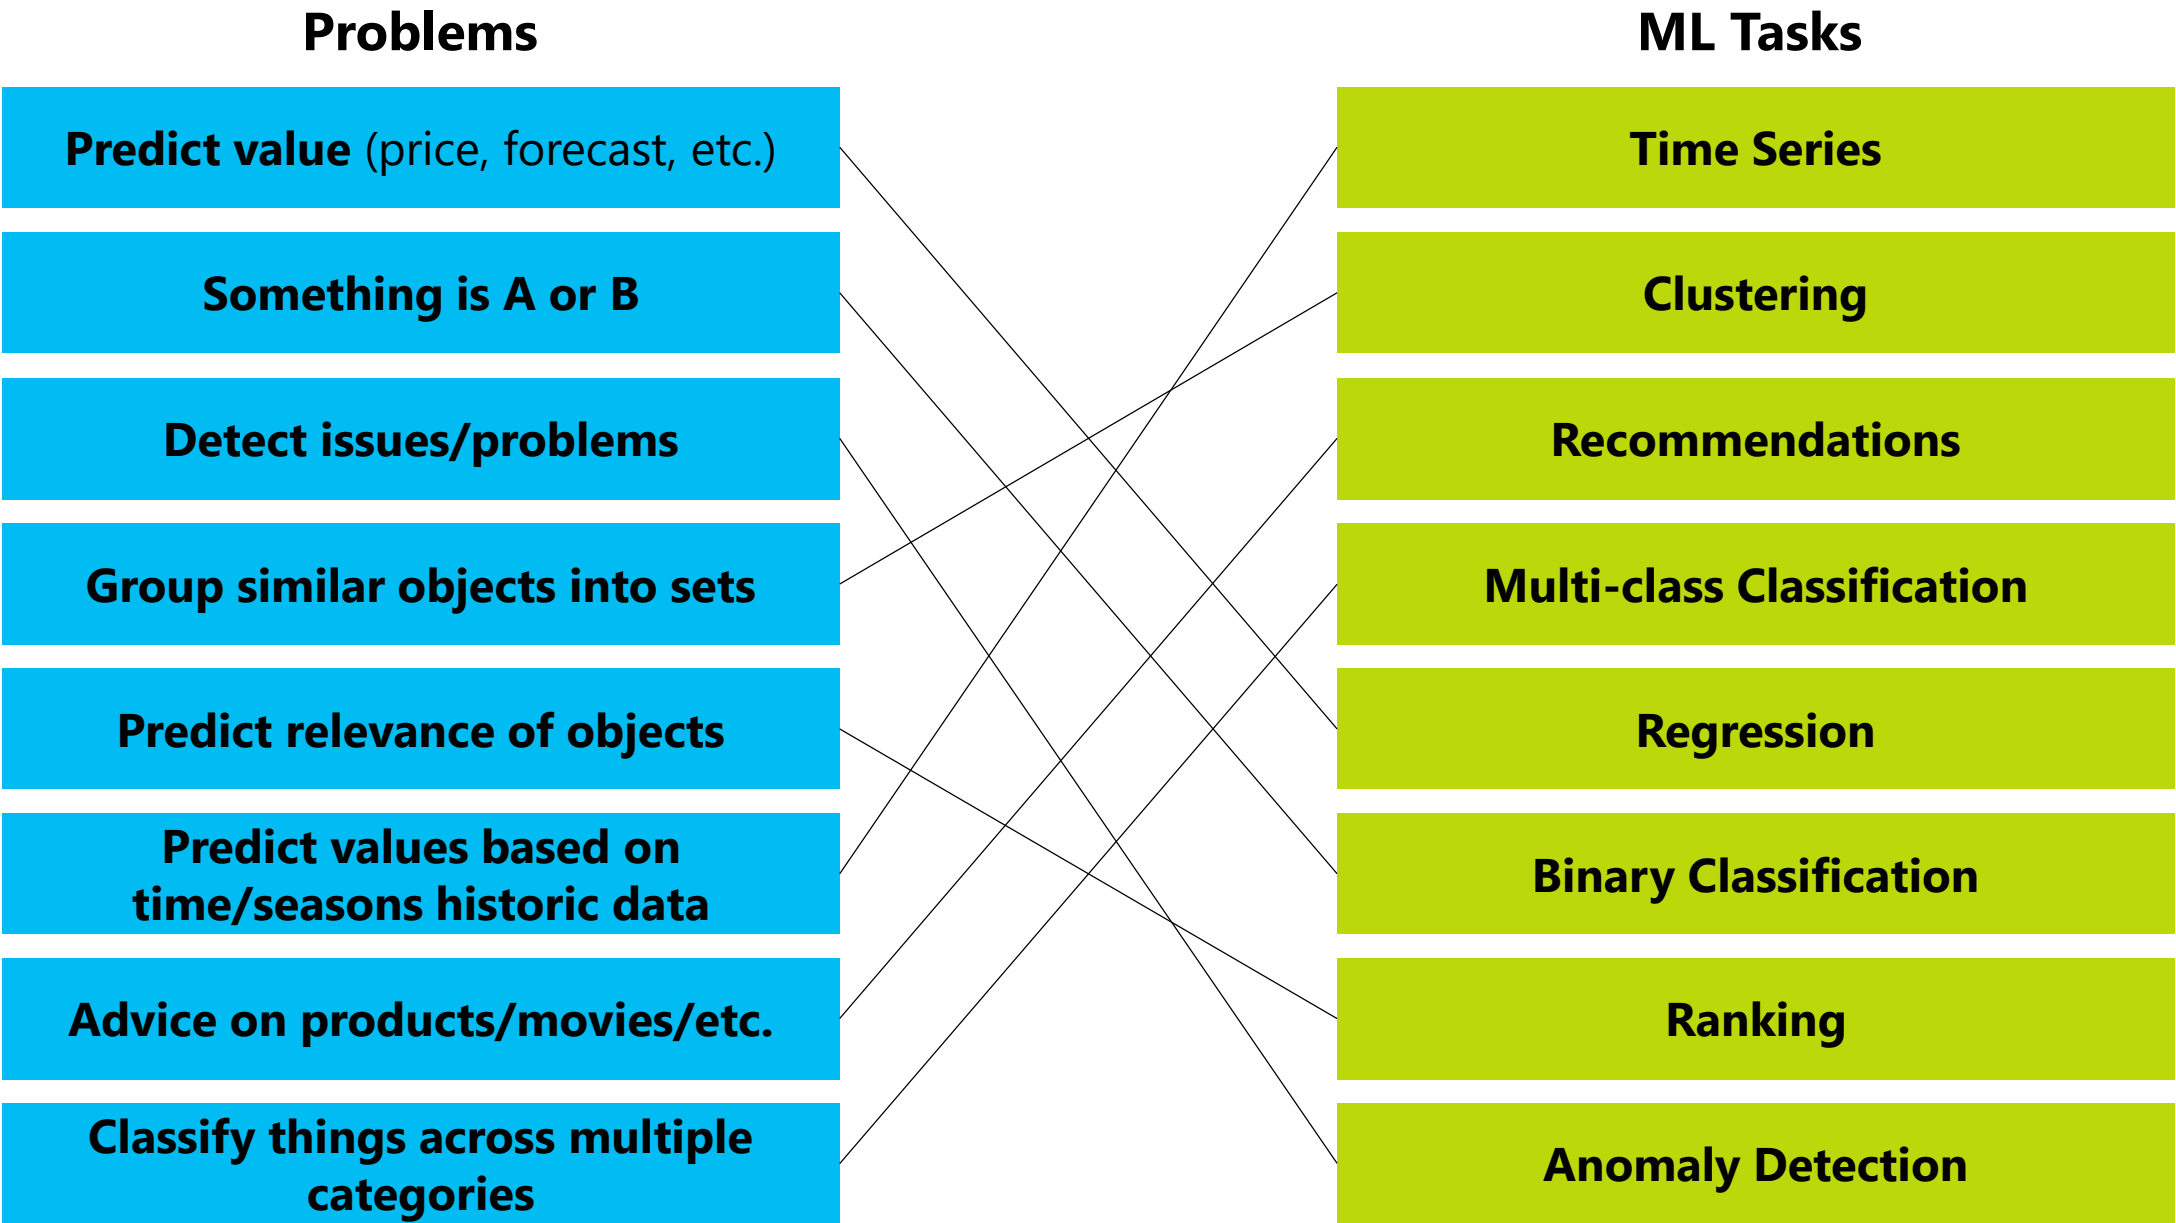 Problems
ML Tasks
Predict value (price, forecast, etc.)
Time Series
Something is A or B
Clustering
Detect issues/problems
Recommendations
Group similar objects into sets
Multi-class Classification
Predict relevance of objects
Regression
Predict values based on
time/seasons historic data
Binary Classification
Advice on products/movies/etc.
Ranking
Classify things across multiple
categories
Anomaly Detection